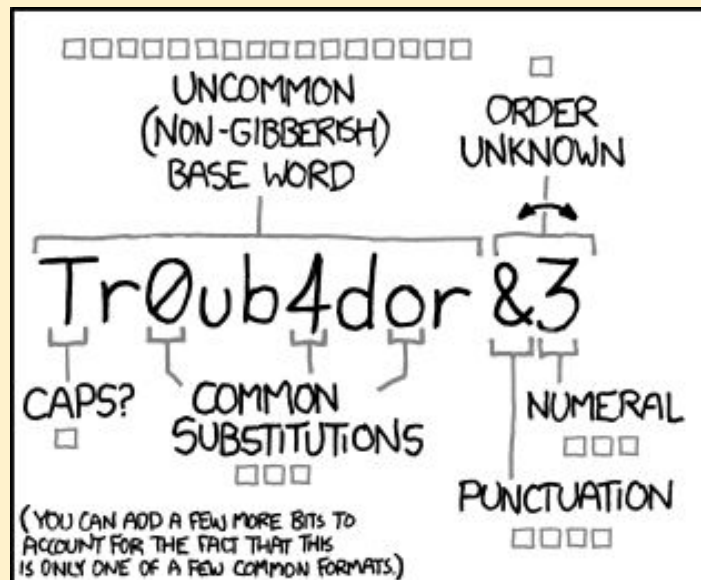 UNCOMMON
(NON-GIBBERISH)
BASE WORD
ORDER
UNKNOWN
Tr0ub4dor &3
CAPS?
COMMON
SUBSTITUTIONS
NUMERAL
PUNCTUATION
(YOU CAN ADD A FEW MORE BITS TO
ACCOUNT FOR THE FACT THAT THIS
IS ONLY ONE OF A FEW COMMON FORMATS.)